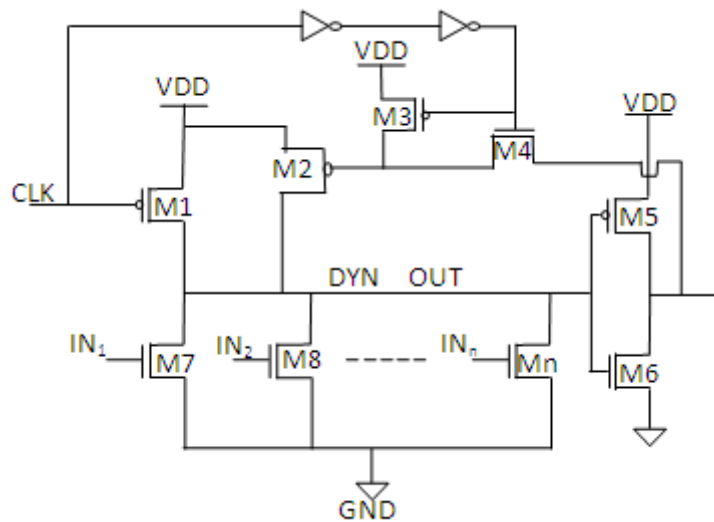 VDD
VDD
VDD
M3
M4
M2
CLK
M1
M5
DYN OUT
IN₁
M7
IN₂
M8
INₙ
Mn
M6
GND